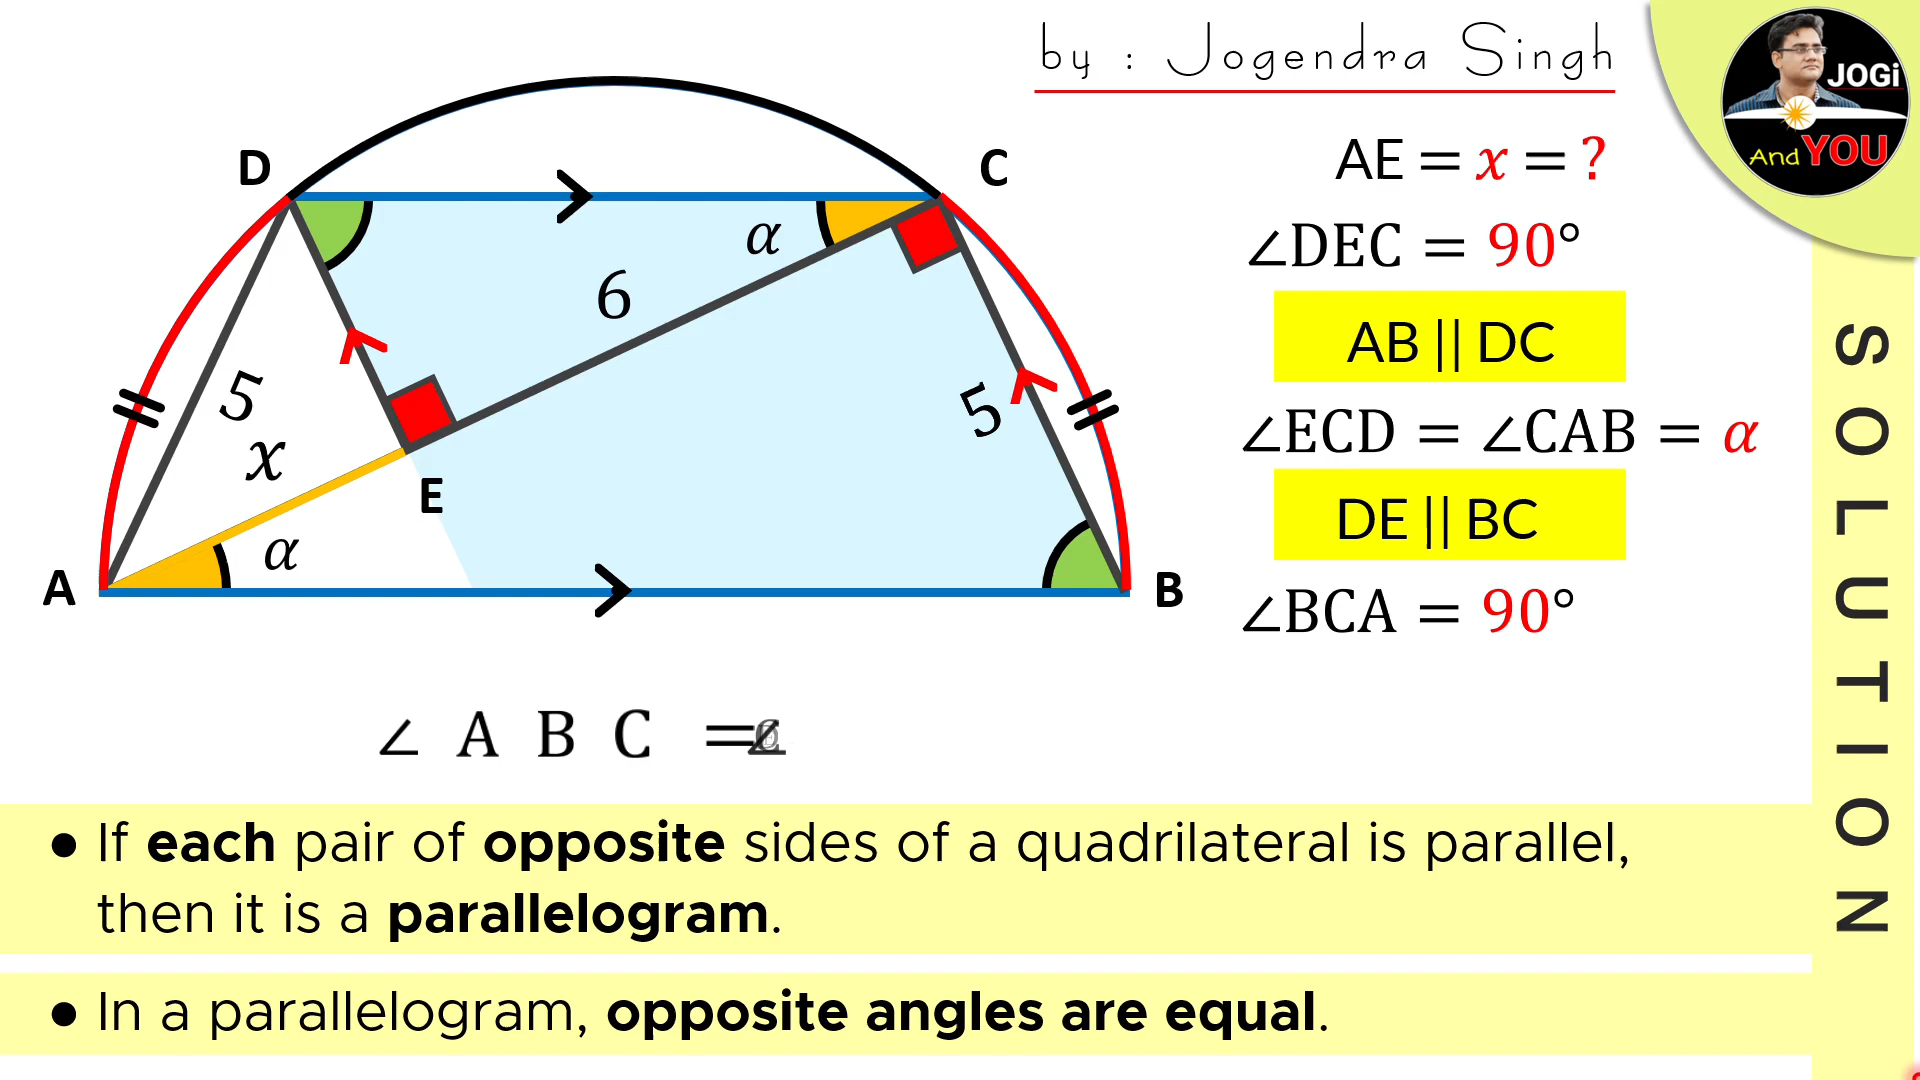 by : Jogendra Singh
JOGi
And YOU
D
C
α
6
5
x
5
E
α
A
B
AE = x = ?
∠DEC = 90°
AB || DC
∠ECD = ∠CAB = α
DE || BC
∠BCA = 90°
∠ A B C = ∠
• If each pair of opposite sides of a quadrilateral is parallel,
then it is a parallelogram.
• In a parallelogram, opposite angles are equal.
SOLUTION